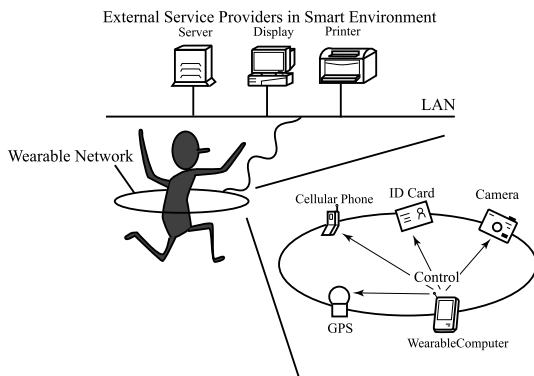 External Service Providers in Smart Environment
Server
Display
Printer
LAN
Wearable Network
Cellular Phone
ID Card
Camera
Control
GPS
WearableComputer